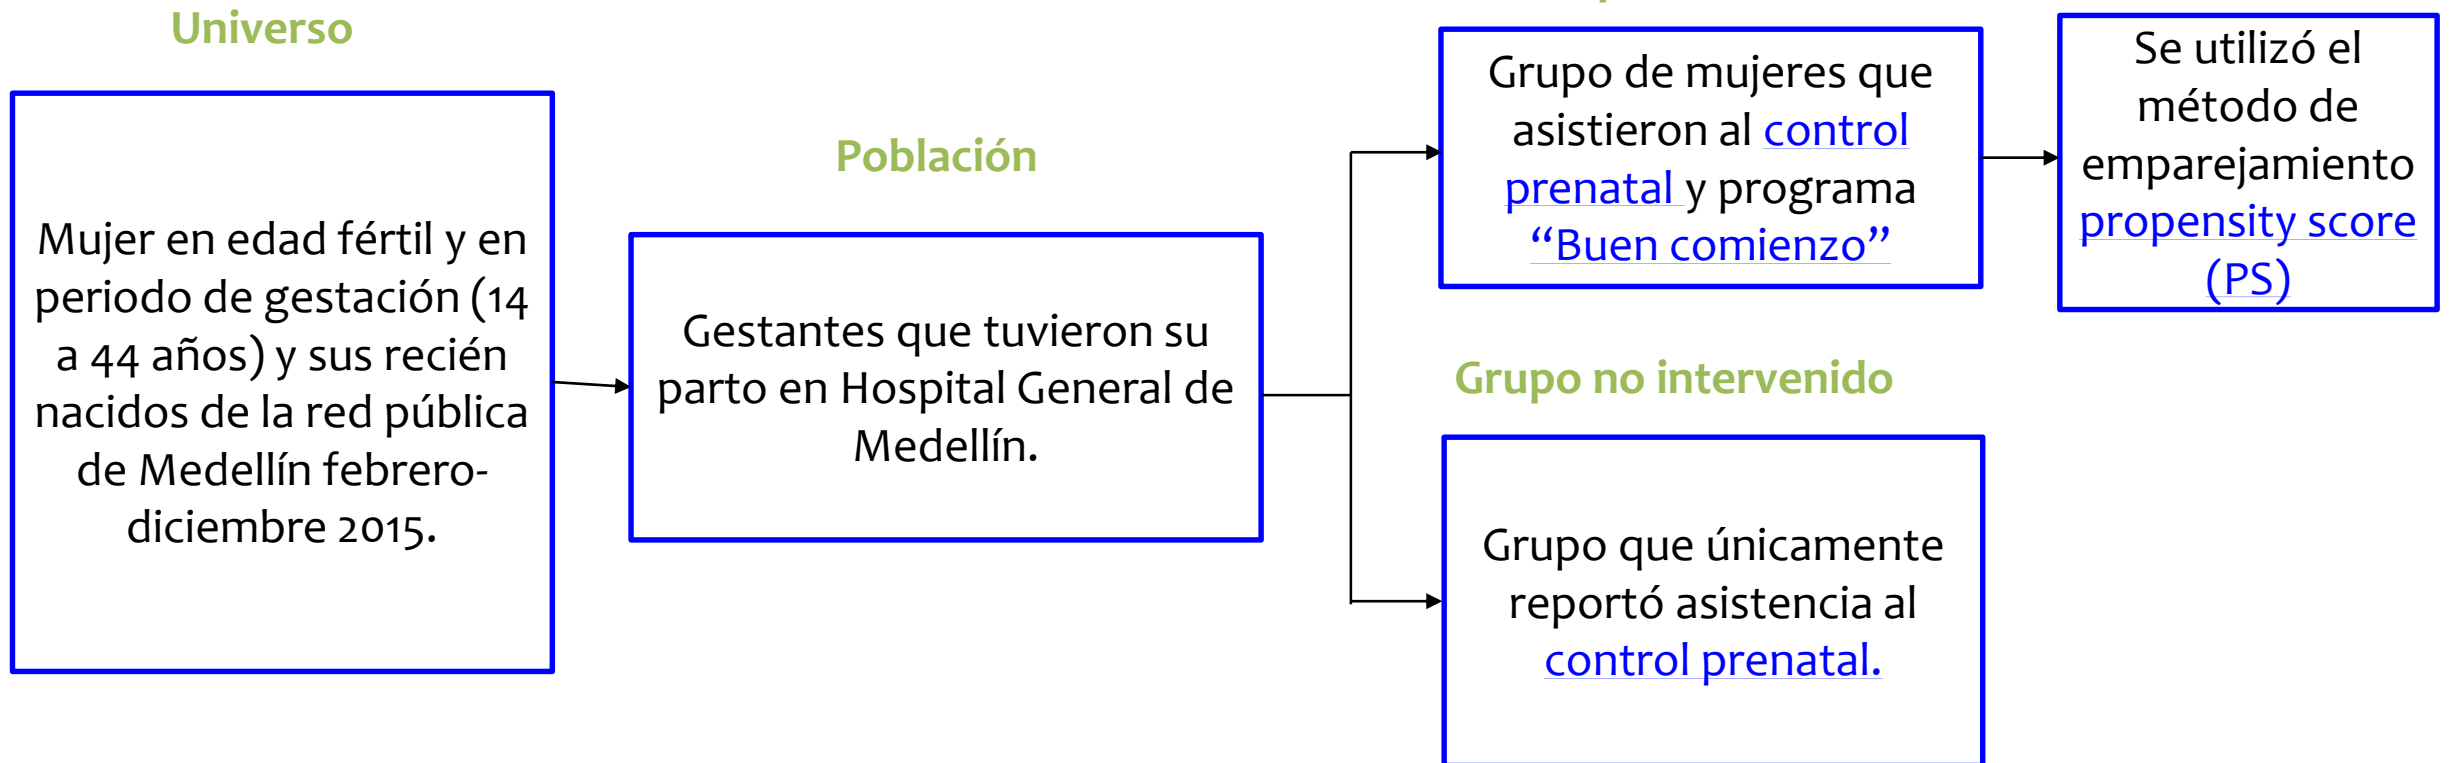 Universo
Mujer en edad fértil y en
periodo de gestación (14
a 44 años) y sus recién
nacidos de la red pública
de Medellín febrero-
diciembre 2015.
Población
Gestantes que tuvieron su
parto en Hospital General de
Medellín.
Grupo de mujeres que
asistieron al control
prenatal y programa
“Buen comienzo”
Se utilizó el
método de
emparejamiento
propensity score
(PS)
Grupo no intervenido
Grupo que únicamente
reportó asistencia al
control prenatal.